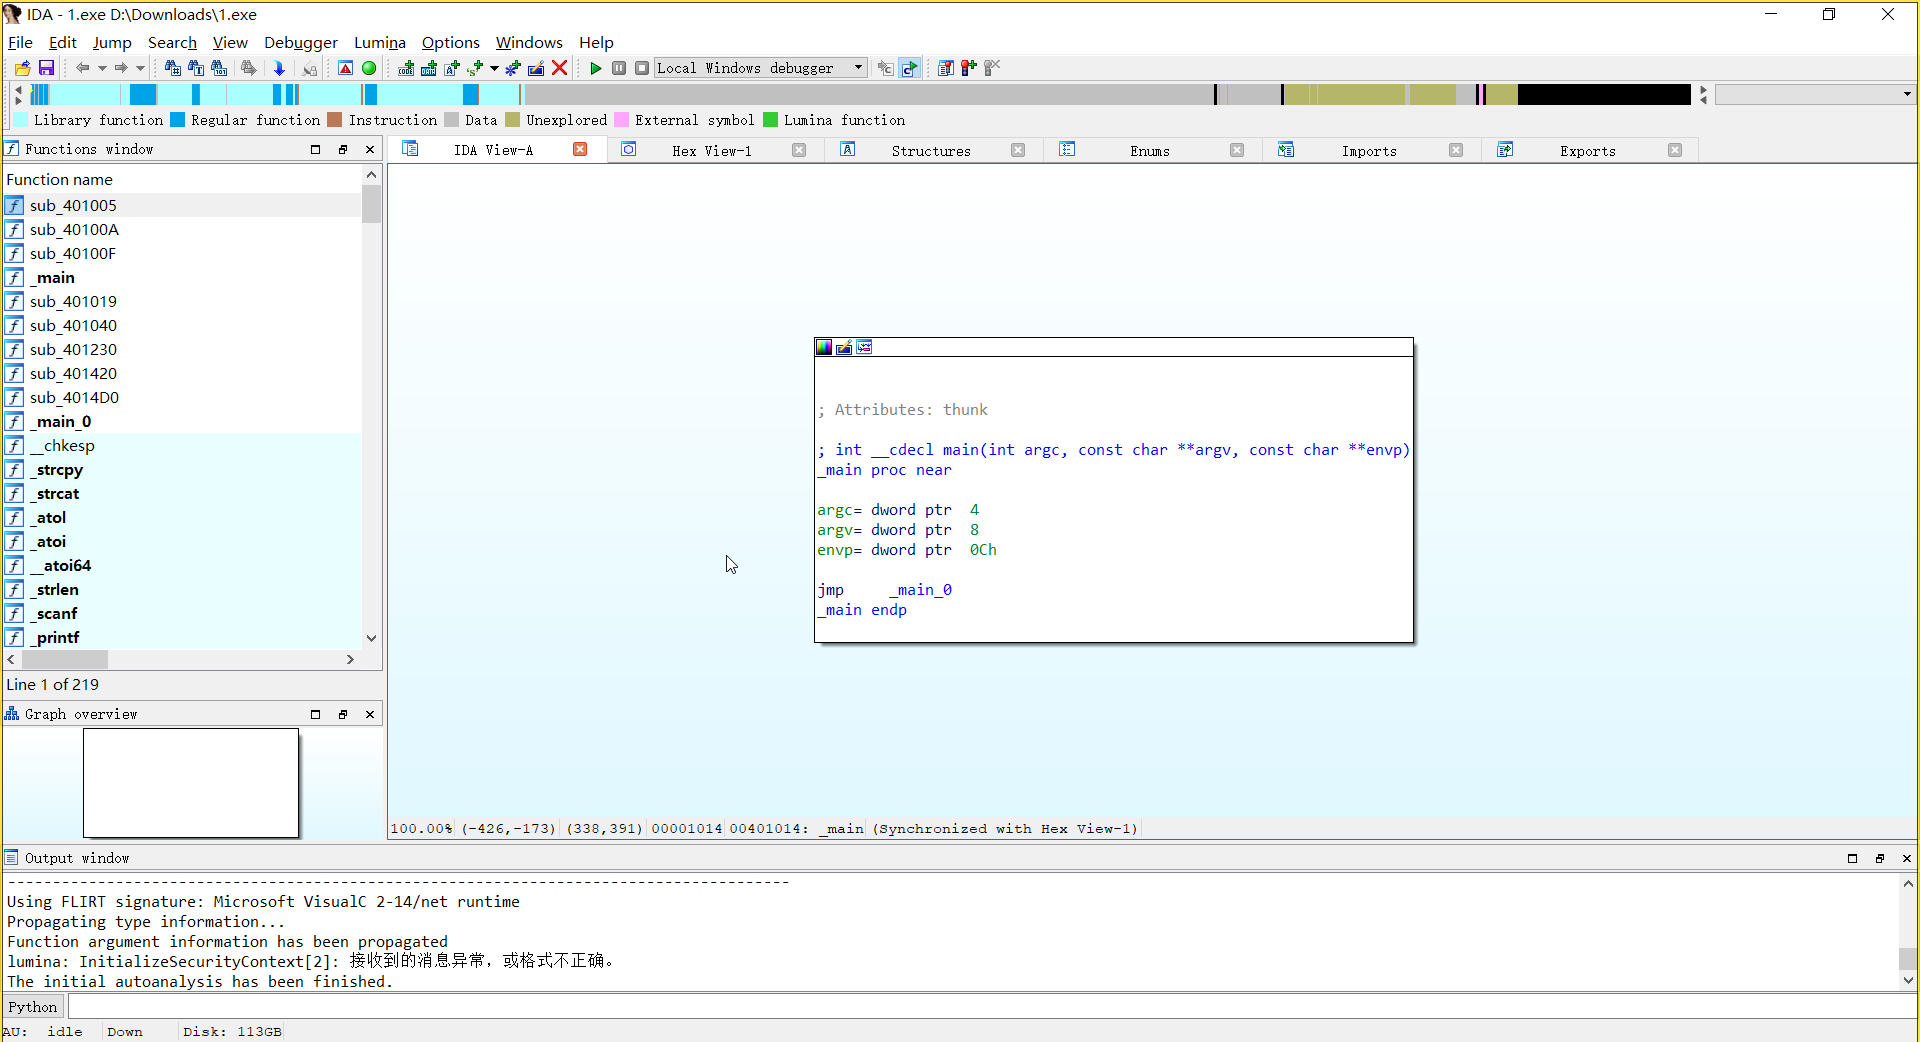 IDA - 1.exe D:\Downloads\1.exe
File Edit Jump Search View Debugger Lumina Options Windows Help
Local Windows debugger
Library function Regular function Instruction Data Unexplored External symbol Lumina function
Functions window
IDA View-A Hex View-1 Structures Enums Imports Exports
Function name
sub_401005
sub_40100A
sub_40100F
_main
sub_401019
sub_401040
sub_401230
sub_401420
sub_4014D0
_main_0
__chkesp
_strcpy
_strcat
_atol
_atoi
__atoi64
_strlen
_scanf
_printf
Line 1 of 219
Graph overview
; Attributes: thunk
; int __cdecl main(int argc, const char **argv, const char **envp)
_main proc near
argc= dword ptr  4
argv= dword ptr  8
envp= dword ptr  0Ch
jmp     _main_0
_main endp
100.00% (-426,-173) (338,391) 00001014 00401014: _main (Synchronized with Hex View-1)
Output window
---------------------------------------------------------------------------------------
Using FLIRT signature: Microsoft VisualC 2-14/net runtime
Propagating type information...
Function argument information has been propagated
lumina: InitializeSecurityContext[2]: 接收到的消息异常，或格式不正确。
The initial autoanalysis has been finished.
Python
AU: idle Down Disk: 113GB